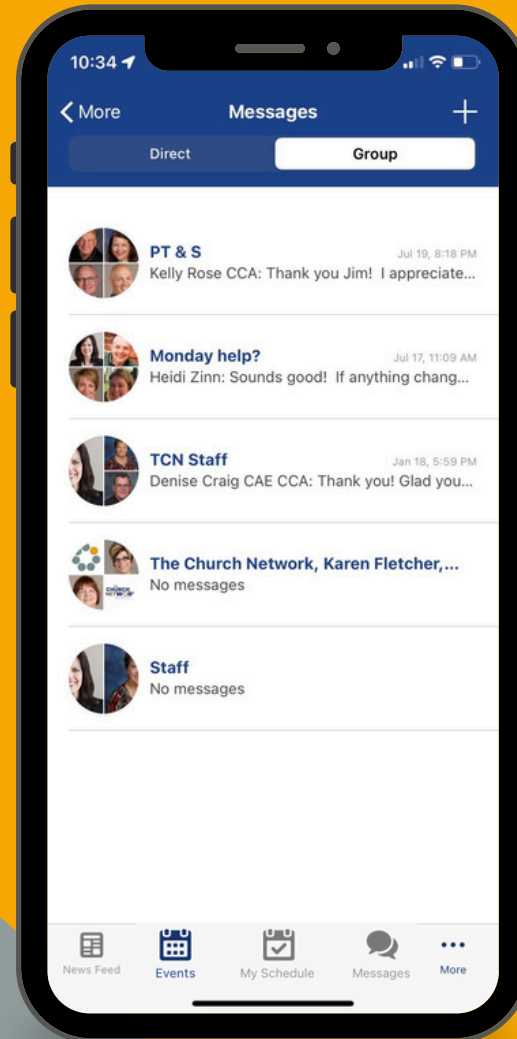 10:34
More
Messages
Direct
Group
PT & S
Jul 19, 8:18 PM
Kelly Rose CCA: Thank you Jim!  I appreciate...
Monday help?
Jul 17, 11:09 AM
Heidi Zinn: Sounds good!  If anything chang...
TCN Staff
Jan 18, 5:59 PM
Denise Craig CAE CCA: Thank you! Glad you...
The Church Network, Karen Fletcher,...
No messages
CHURCH
Staff
No messages
News Feed
Events
My Schedule
Messages
More